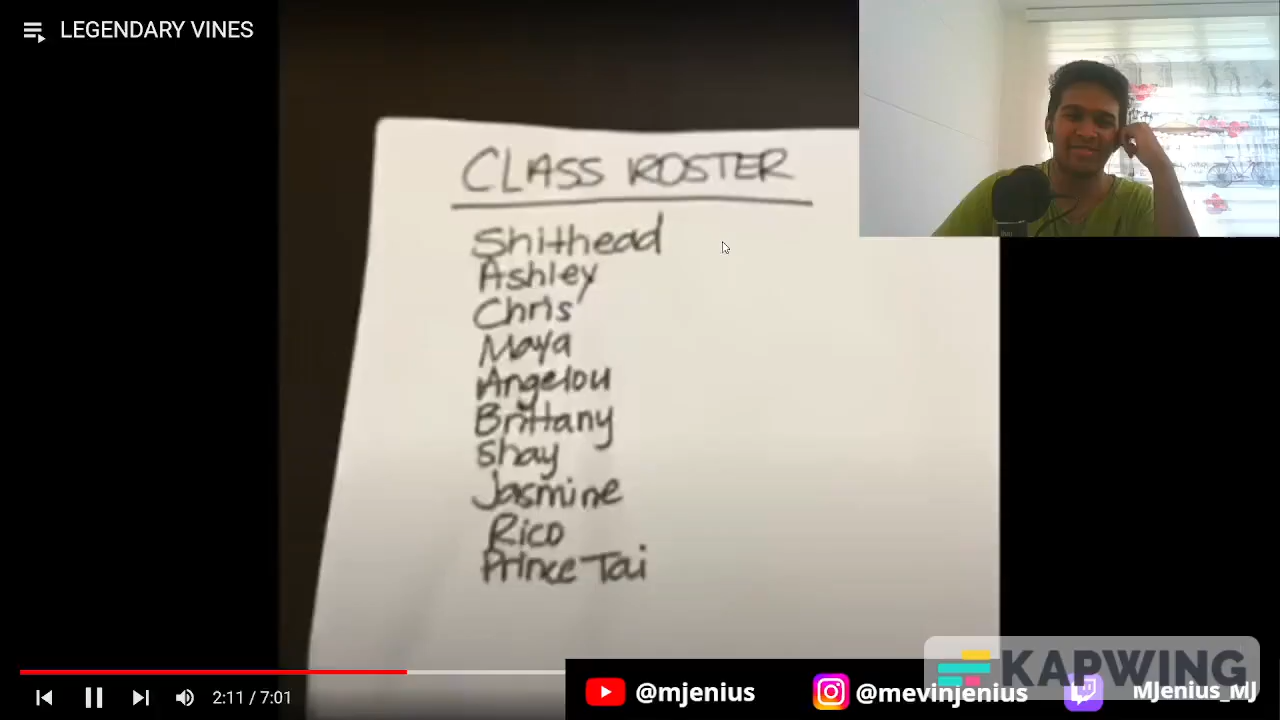 LEGENDARY VINES
CLASS ROSTER
Shithead
Ashley
Chris
Maya
Angelou
Brittany
Shay
Jasmine
Rico
Prince Tai
2:11 / 7:01
@mjenius
@mevinjenius
MJenius_MJ
KAPWING